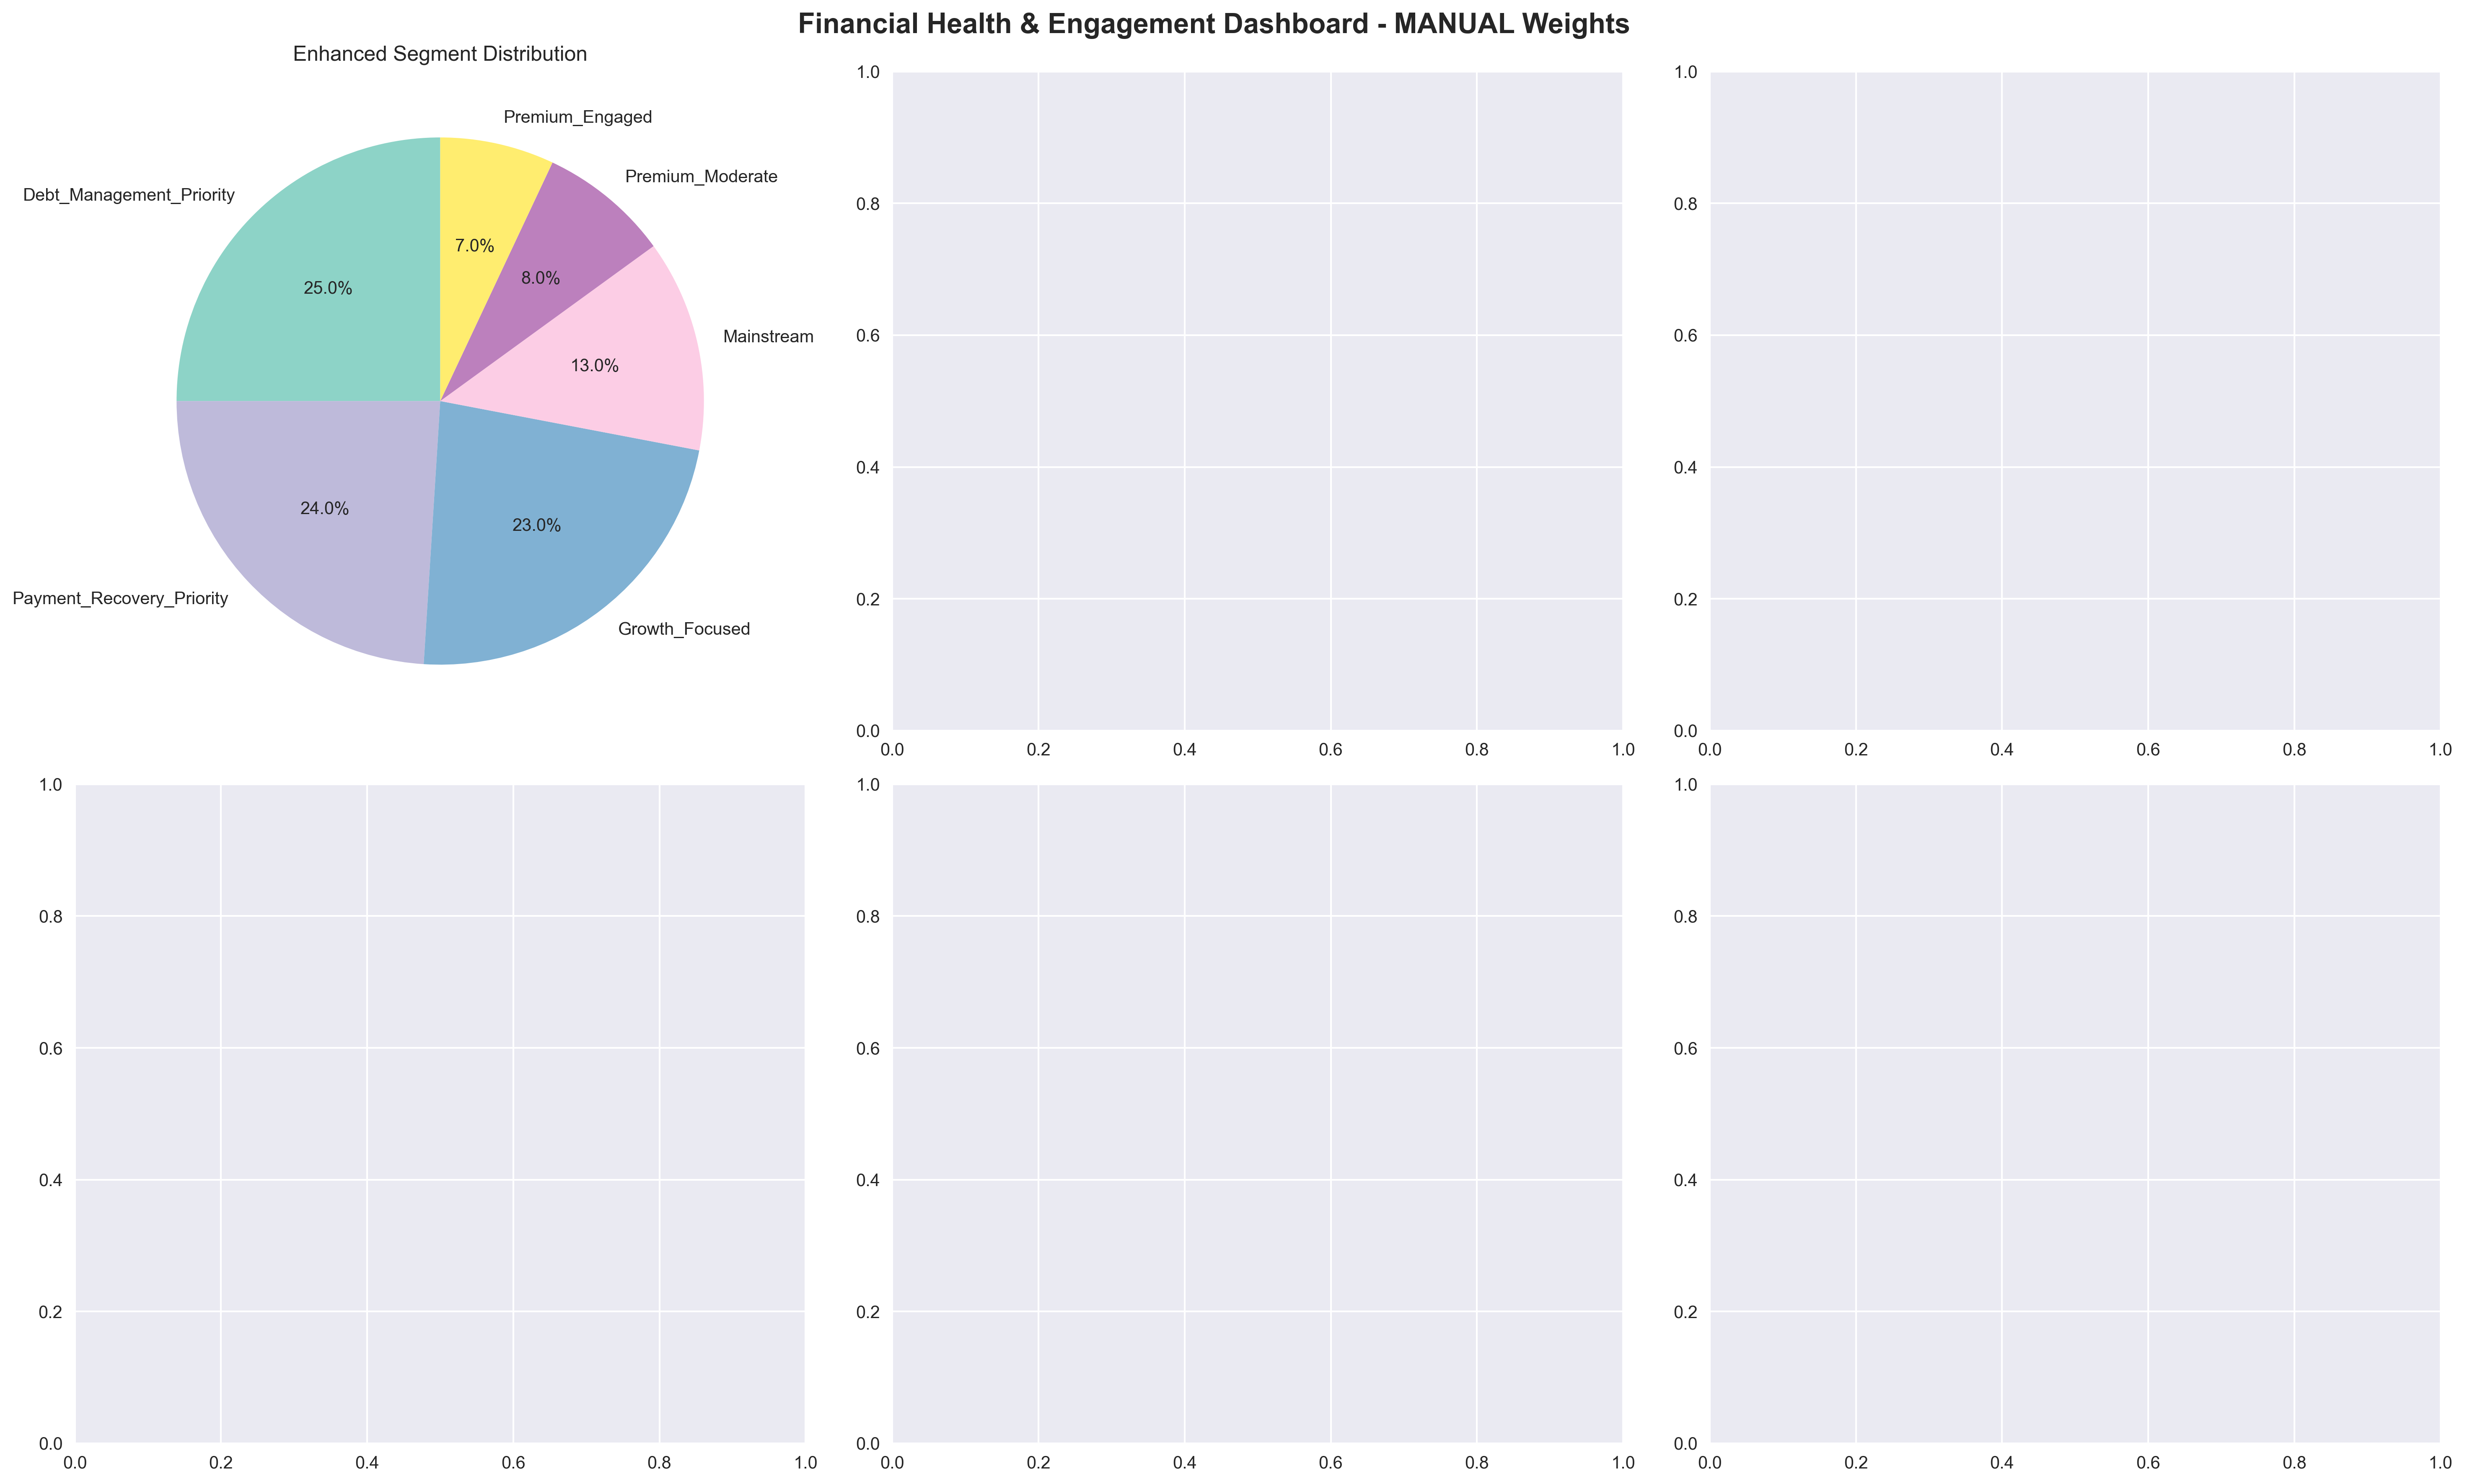 Financial Health & Engagement Dashboard - MANUAL Weights
Enhanced Segment Distribution
Premium_Engaged
Premium_Moderate
Debt_Management_Priority
7.0%
8.0%
25.0%
Mainstream
13.0%
24.0%
23.0%
Payment_Recovery_Priority
Growth_Focused
1.0
0.8
0.6
0.4
0.2
0.0
0.0 0.2 0.4 0.6 0.8 1.0
1.0
0.8
0.6
0.4
0.2
0.0
0.0 0.2 0.4 0.6 0.8 1.0
1.0
0.8
0.6
0.4
0.2
0.0
0.0 0.2 0.4 0.6 0.8 1.0
1.0
0.8
0.6
0.4
0.2
0.0
0.0 0.2 0.4 0.6 0.8 1.0
1.0
0.8
0.6
0.4
0.2
0.0
0.0 0.2 0.4 0.6 0.8 1.0